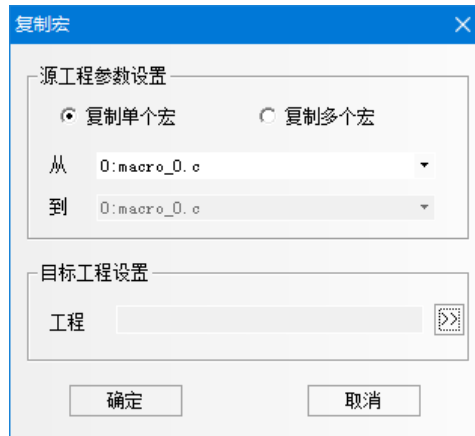 复制宏
源工程参数设置
复制单个宏 复制多个宏
从 0:macro_0.c
到 0:macro_0.c
目标工程设置
工程 >>
确定 取消